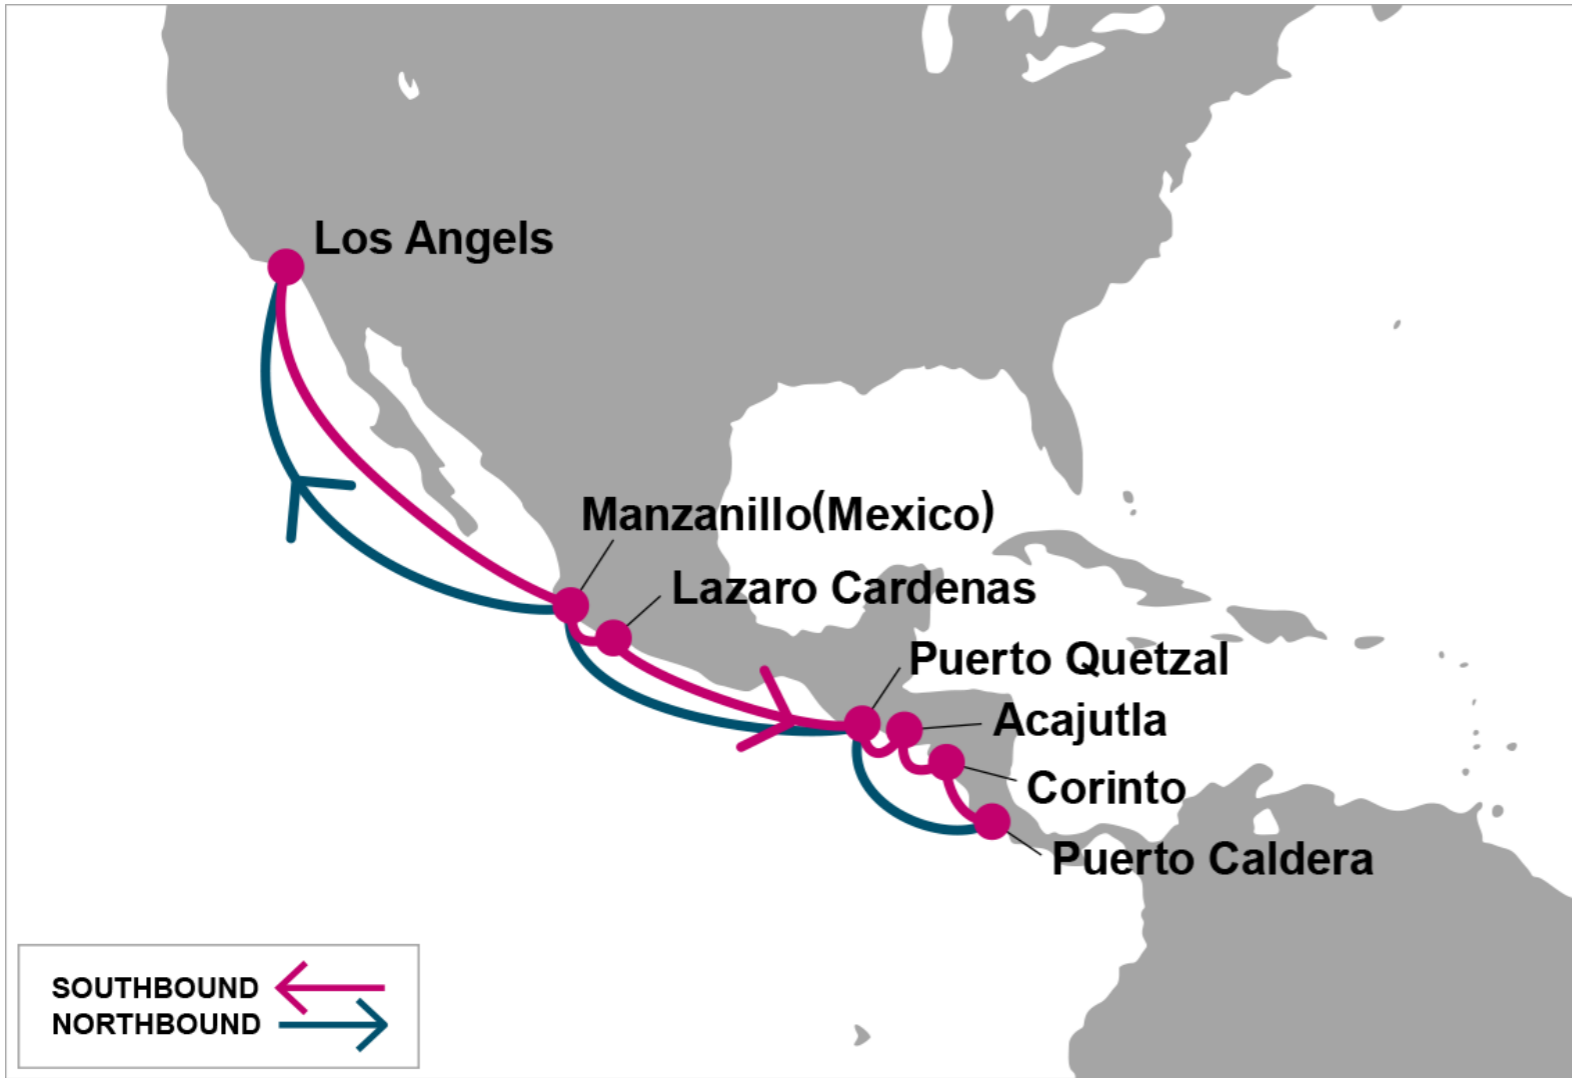 Los Angels
Manzanillo(Mexico)
Lazaro Cardenas
Puerto Quetzal
Acajutla
Corinto
Puerto Caldera
SOUTHBOUND
NORTHBOUND